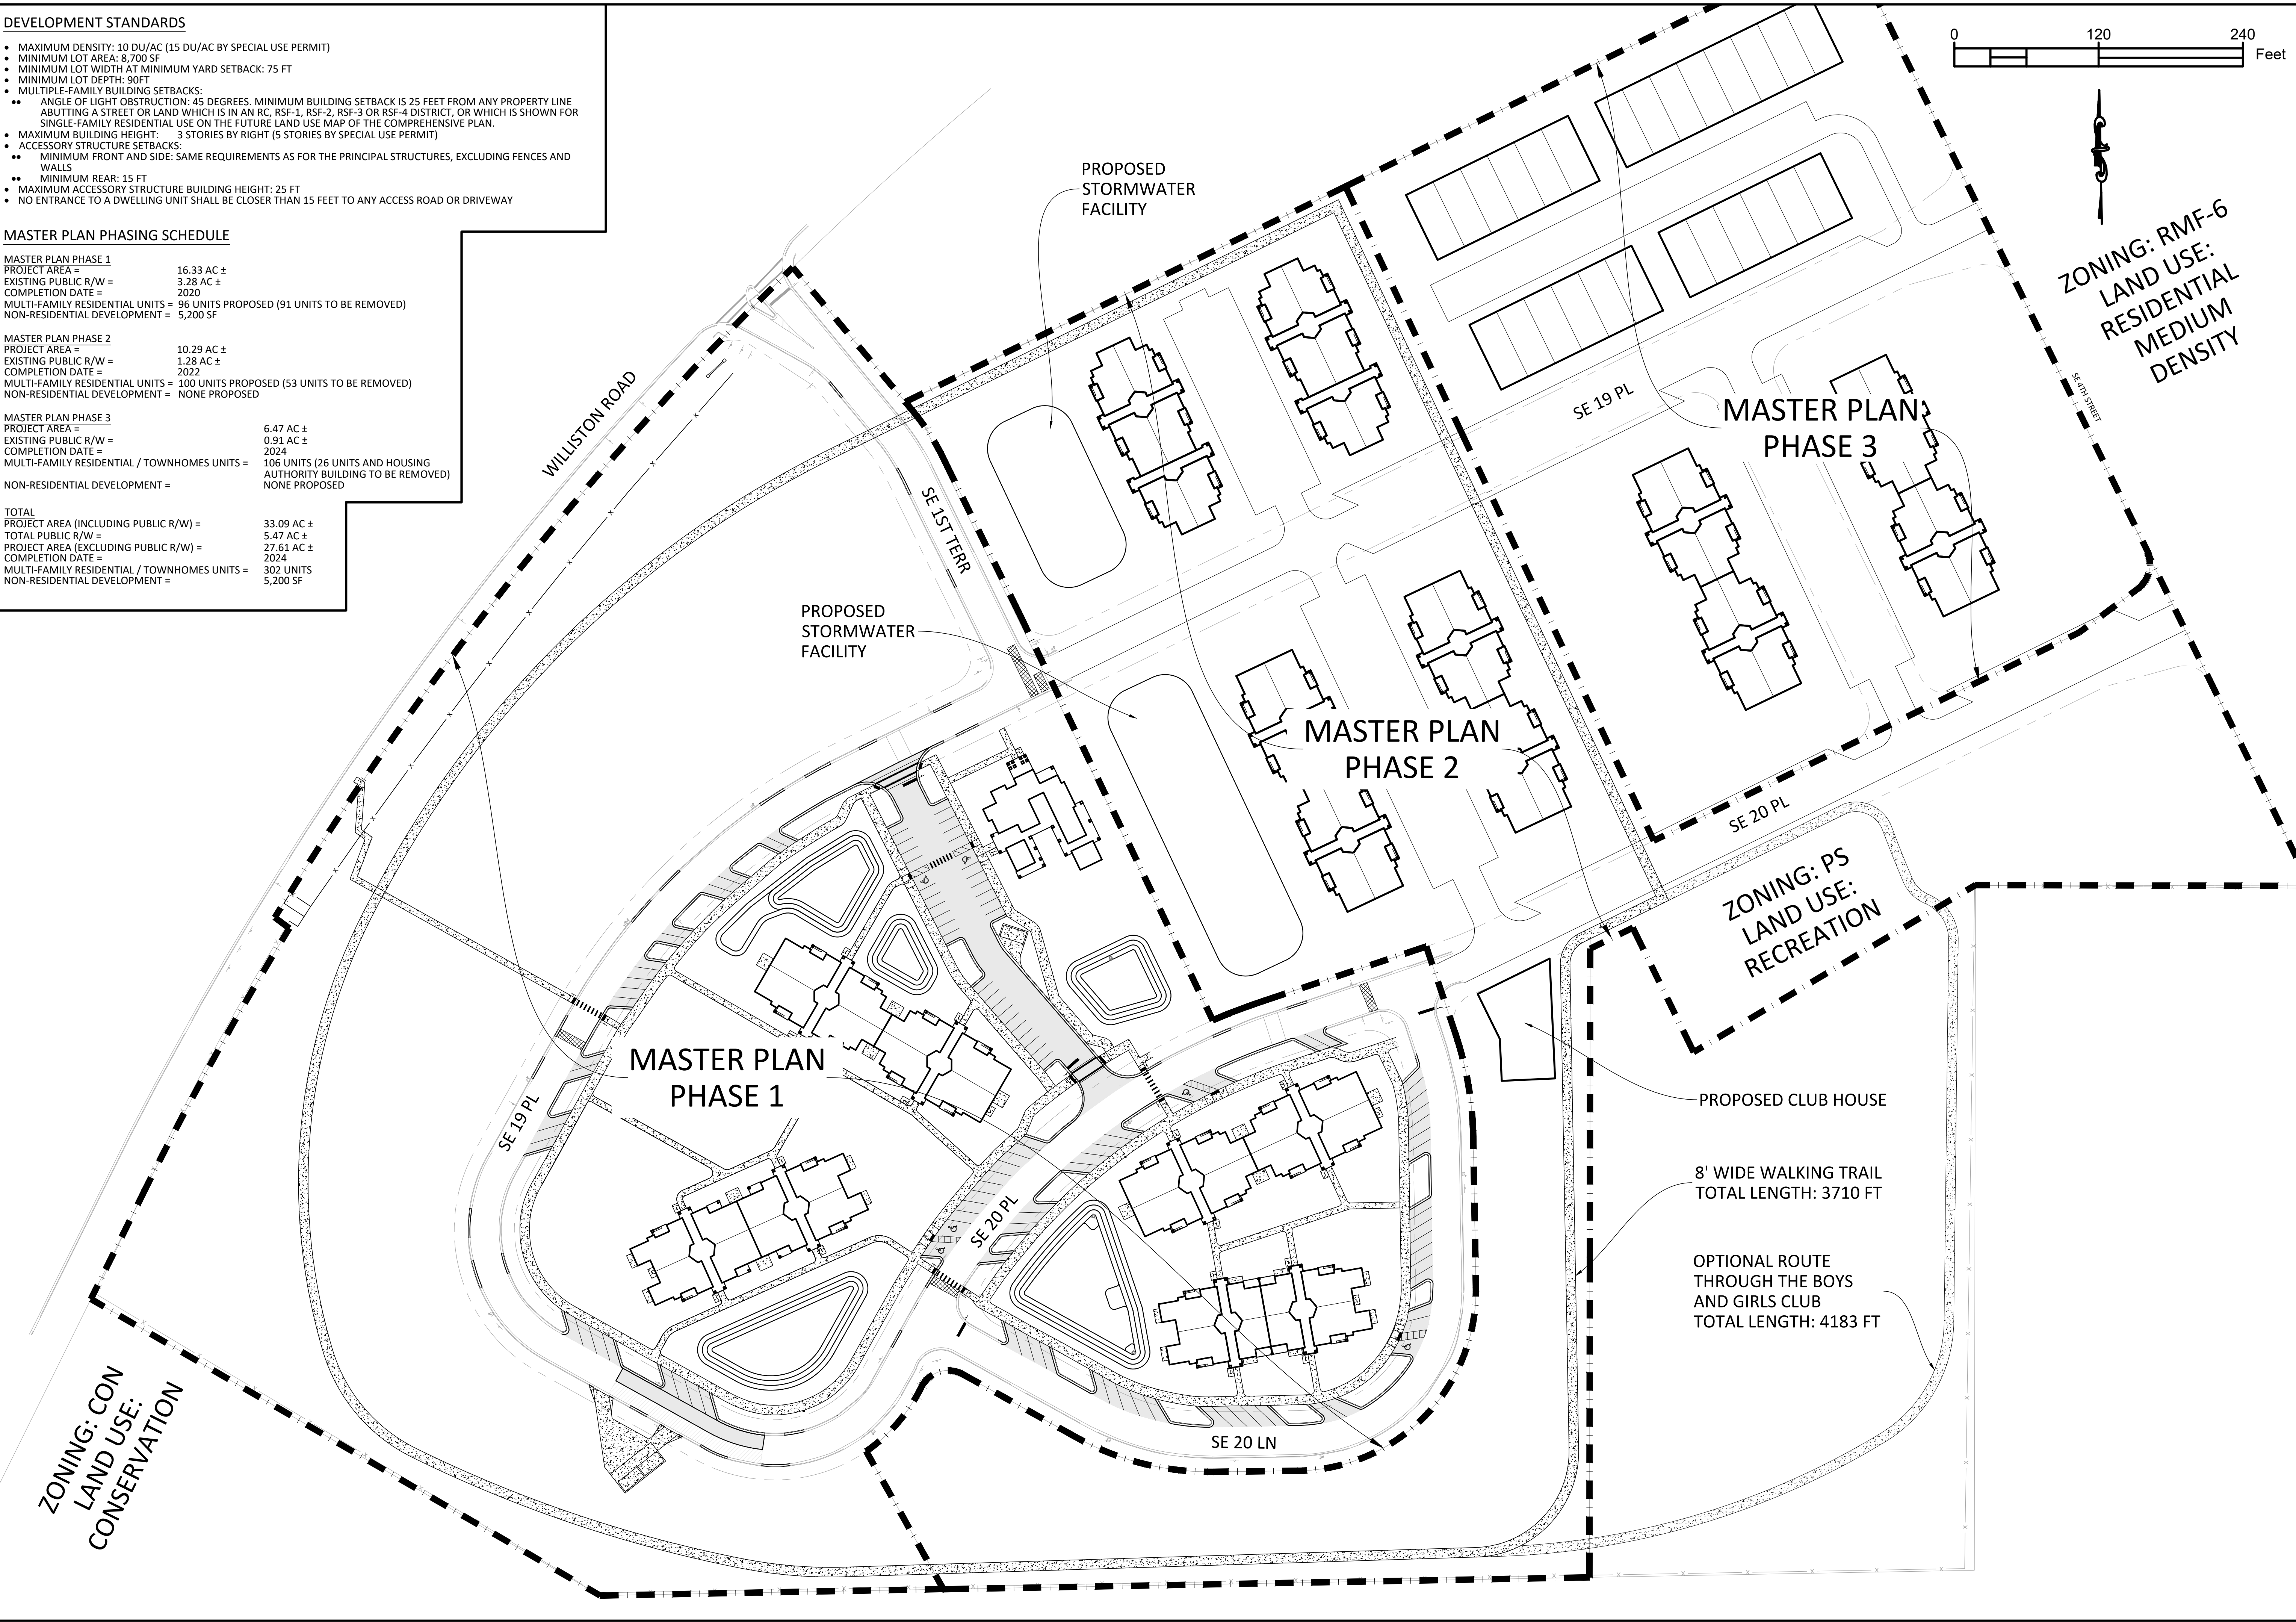 DEVELOPMENT STANDARDS
• MAXIMUM DENSITY: 10 DU/AC (15 DU/AC BY SPECIAL USE PERMIT)
• MINIMUM LOT AREA: 8,700 SF
• MINIMUM LOT WIDTH AT MINIMUM YARD SETBACK: 75 FT
• MINIMUM LOT DEPTH: 90FT
• MULTIPLE-FAMILY BUILDING SETBACKS:
•• ANGLE OF LIGHT OBSTRUCTION: 45 DEGREES. MINIMUM BUILDING SETBACK IS 25 FEET FROM ANY PROPERTY LINE
ABUTTING A STREET OR LAND WHICH IS IN AN RC, RSF-1, RSF-2, RSF-3 OR RSF-4 DISTRICT, OR WHICH IS SHOWN FOR
SINGLE-FAMILY RESIDENTIAL USE ON THE FUTURE LAND USE MAP OF THE COMPREHENSIVE PLAN.
• MAXIMUM BUILDING HEIGHT: 3 STORIES BY RIGHT (5 STORIES BY SPECIAL USE PERMIT)
• ACCESSORY STRUCTURE SETBACKS:
•• MINIMUM FRONT AND SIDE: SAME REQUIREMENTS AS FOR THE PRINCIPAL STRUCTURES, EXCLUDING FENCES AND
WALLS
•• MINIMUM REAR: 15 FT
• MAXIMUM ACCESSORY STRUCTURE BUILDING HEIGHT: 25 FT
• NO ENTRANCE TO A DWELLING UNIT SHALL BE CLOSER THAN 15 FEET TO ANY ACCESS ROAD OR DRIVEWAY
MASTER PLAN PHASING SCHEDULE
MASTER PLAN PHASE 1
PROJECT AREA = 16.33 AC ±
EXISTING PUBLIC R/W = 3.28 AC ±
COMPLETION DATE = 2020
MULTI-FAMILY RESIDENTIAL UNITS = 96 UNITS PROPOSED (91 UNITS TO BE REMOVED)
NON-RESIDENTIAL DEVELOPMENT = 5,200 SF
MASTER PLAN PHASE 2
PROJECT AREA = 10.29 AC ±
EXISTING PUBLIC R/W = 1.28 AC ±
COMPLETION DATE = 2022
MULTI-FAMILY RESIDENTIAL UNITS = 100 UNITS PROPOSED (53 UNITS TO BE REMOVED)
NON-RESIDENTIAL DEVELOPMENT = NONE PROPOSED
MASTER PLAN PHASE 3
PROJECT AREA = 6.47 AC ±
EXISTING PUBLIC R/W = 0.91 AC ±
COMPLETION DATE = 2024
MULTI-FAMILY RESIDENTIAL / TOWNHOMES UNITS = 106 UNITS (26 UNITS AND HOUSING
AUTHORITY BUILDING TO BE REMOVED)
NON-RESIDENTIAL DEVELOPMENT = NONE PROPOSED
TOTAL
PROJECT AREA (INCLUDING PUBLIC R/W) = 33.09 AC ±
TOTAL PUBLIC R/W = 5.47 AC ±
PROJECT AREA (EXCLUDING PUBLIC R/W) = 27.61 AC ±
COMPLETION DATE = 2024
MULTI-FAMILY RESIDENTIAL / TOWNHOMES UNITS = 302 UNITS
NON-RESIDENTIAL DEVELOPMENT = 5,200 SF
0 120 240
Feet
PROPOSED
STORMWATER
FACILITY
ZONING: RMF-6
LAND USE:
RESIDENTIAL
MEDIUM
DENSITY
SE 4TH STREET
WILLISTON ROAD
SE 19 PL
MASTER PLAN
PHASE 3
SE 1ST TERR
PROPOSED
STORMWATER
FACILITY
MASTER PLAN
PHASE 2
SE 20 PL
ZONING: PS
LAND USE:
RECREATION
MASTER PLAN
PHASE 1
SE 19 PL
PROPOSED CLUB HOUSE
8' WIDE WALKING TRAIL
TOTAL LENGTH: 3710 FT
SE 20 PL
OPTIONAL ROUTE
THROUGH THE BOYS
AND GIRLS CLUB
TOTAL LENGTH: 4183 FT
SE 20 LN
ZONING: CON
LAND USE:
CONSERVATION